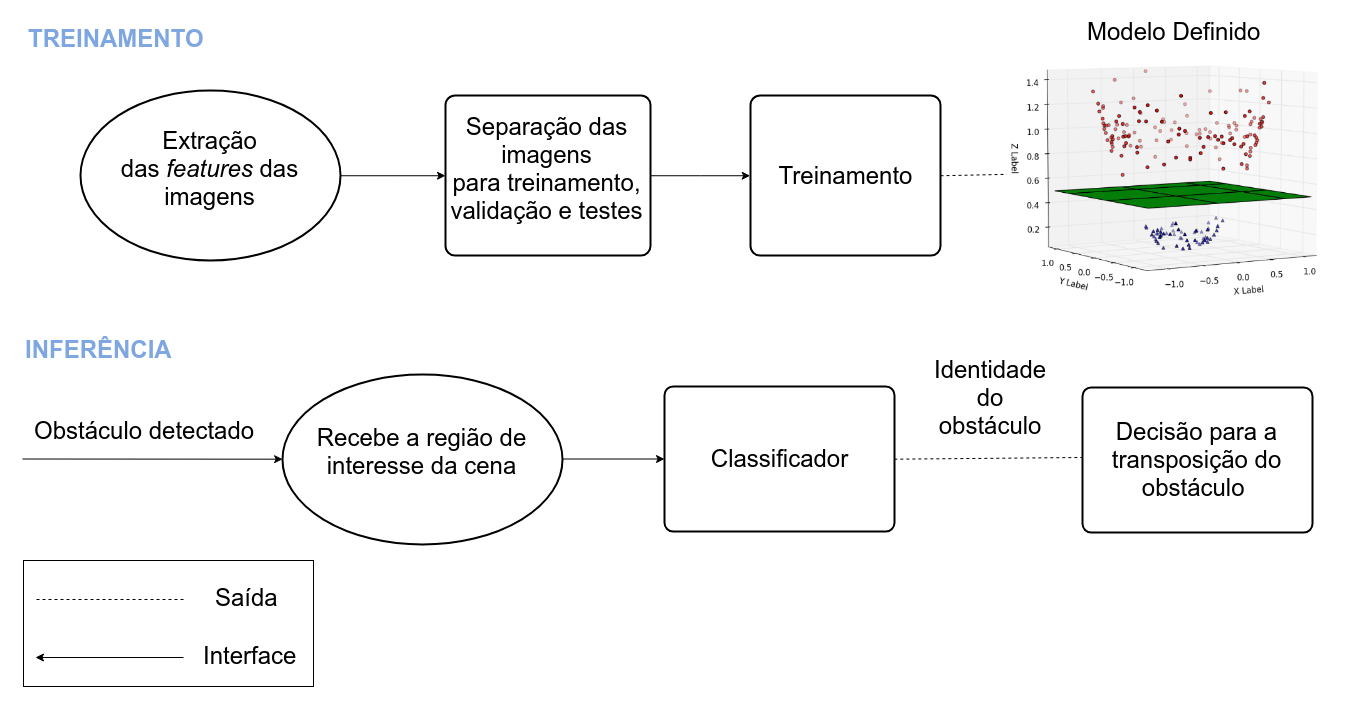 TREINAMENTO
Modelo Definido
Extração
das features das
imagens
Separação das
imagens
para treinamento,
validação e testes
Treinamento
1.4
1.2
1.0
0.8
0.6
0.4
0.2
Z Label
1.0
0.5
0.0
−0.5
−1.0
Y Label
−1.0
−0.5
0.0
0.5
1.0
X Label
INFERÊNCIA
Obstáculo detectado
Recebe a região de
interesse da cena
Classificador
Identidade
do
obstáculo
Decisão para a
transposição do
obstáculo
Saída
Interface